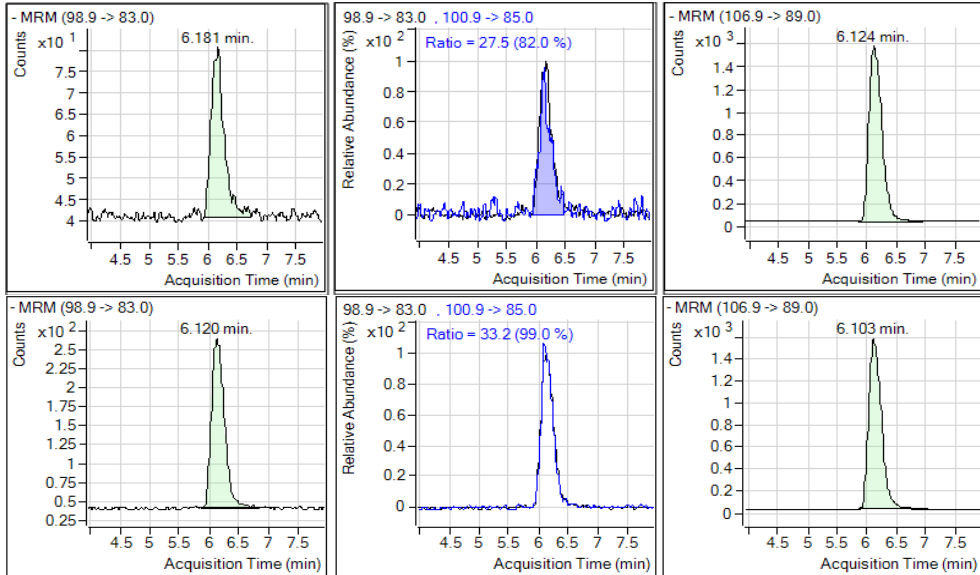 - MRM (98.9 -> 83.0)
Counts
x10 1
6.181 min.
7.5
7
6.5
6
5.5
5
4.5
4
4.5 5 5.5 6 6.5 7 7.5
Acquisition Time (min)
98.9 -> 83.0 , 100.9 -> 85.0
Relative Abundance (%)
x10 2
Ratio = 27.5 (82.0 %)
1
0.8
0.6
0.4
0.2
0
4.5 5 5.5 6 6.5 7 7.5
Acquisition Time (min)
- MRM (106.9 -> 89.0)
Counts
x10 3
6.124 min.
1.4
1.2
1
0.8
0.6
0.4
0.2
0
4.5 5 5.5 6 6.5 7 7.5
Acquisition Time (min)
- MRM (98.9 -> 83.0)
Counts
x10 2
6.120 min.
2.5
2.25
2
1.75
1.5
1.25
1
0.75
0.5
0.25
4.5 5 5.5 6 6.5 7 7.5
Acquisition Time (min)
98.9 -> 83.0 , 100.9 -> 85.0
Relative Abundance (%)
x10 2
Ratio = 33.2 (99.0 %)
1
0.8
0.6
0.4
0.2
0
4.5 5 5.5 6 6.5 7 7.5
Acquisition Time (min)
- MRM (106.9 -> 89.0)
Counts
x10 3
6.103 min.
1.4
1.2
1
0.8
0.6
0.4
0.2
0
4.5 5 5.5 6 6.5 7 7.5
Acquisition Time (min)